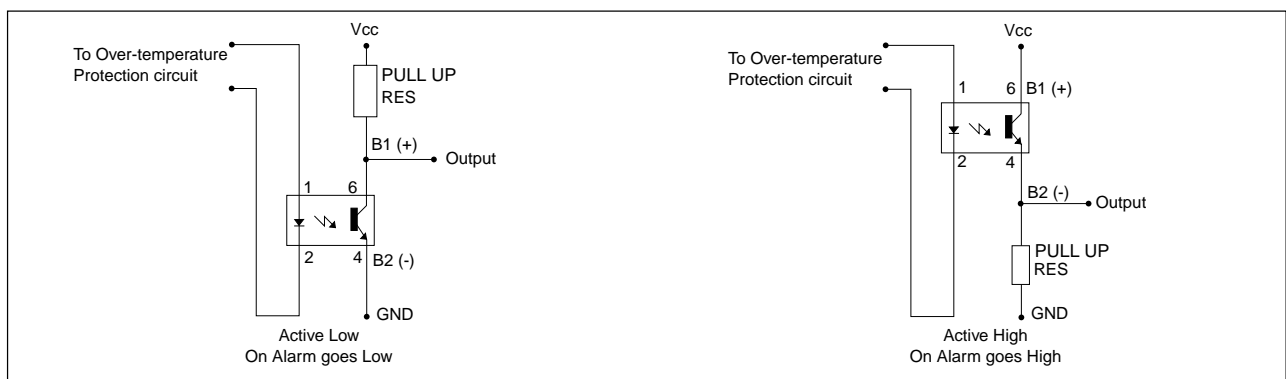 Vcc
To Over-temperature
Protection circuit
PULL UP
RES
B1 (+)
Output
1
6
2
4
B2 (-)
GND
Active Low
On Alarm goes Low
Vcc
To Over-temperature
Protection circuit
1
6
B1 (+)
2
4
B2 (-)
Output
PULL UP
RES
GND
Active High
On Alarm goes High